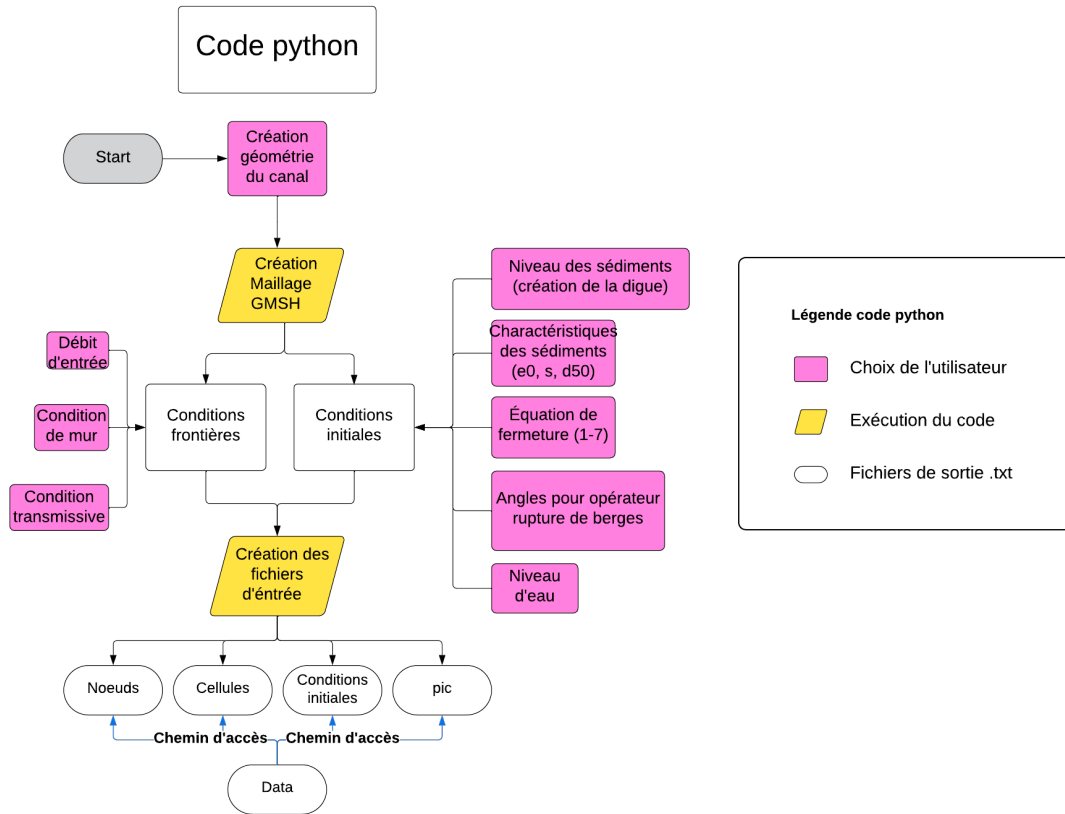 Code python
Start
Création
géométrie
du canal
Création
Maillage
GMSH
Niveau des sédiments
(création de la digue)
Charactéristiques
des sédiments
(e0, s, d50)
Débit
d'entrée
Condition
de mur
Condition
transmissive
Conditions
frontières
Conditions
initiales
Équation de
fermeture (1-7)
Angles pour opérateur
rupture de berges
Niveau
d'eau
Création des
fichiers
d'éntrée
Noeuds
Cellules
Conditions
initiales
pic
Chemin d'accès
Chemin d'accès
Data
Légende code python
Choix de l'utilisateur
Exécution du code
Fichiers de sortie .txt